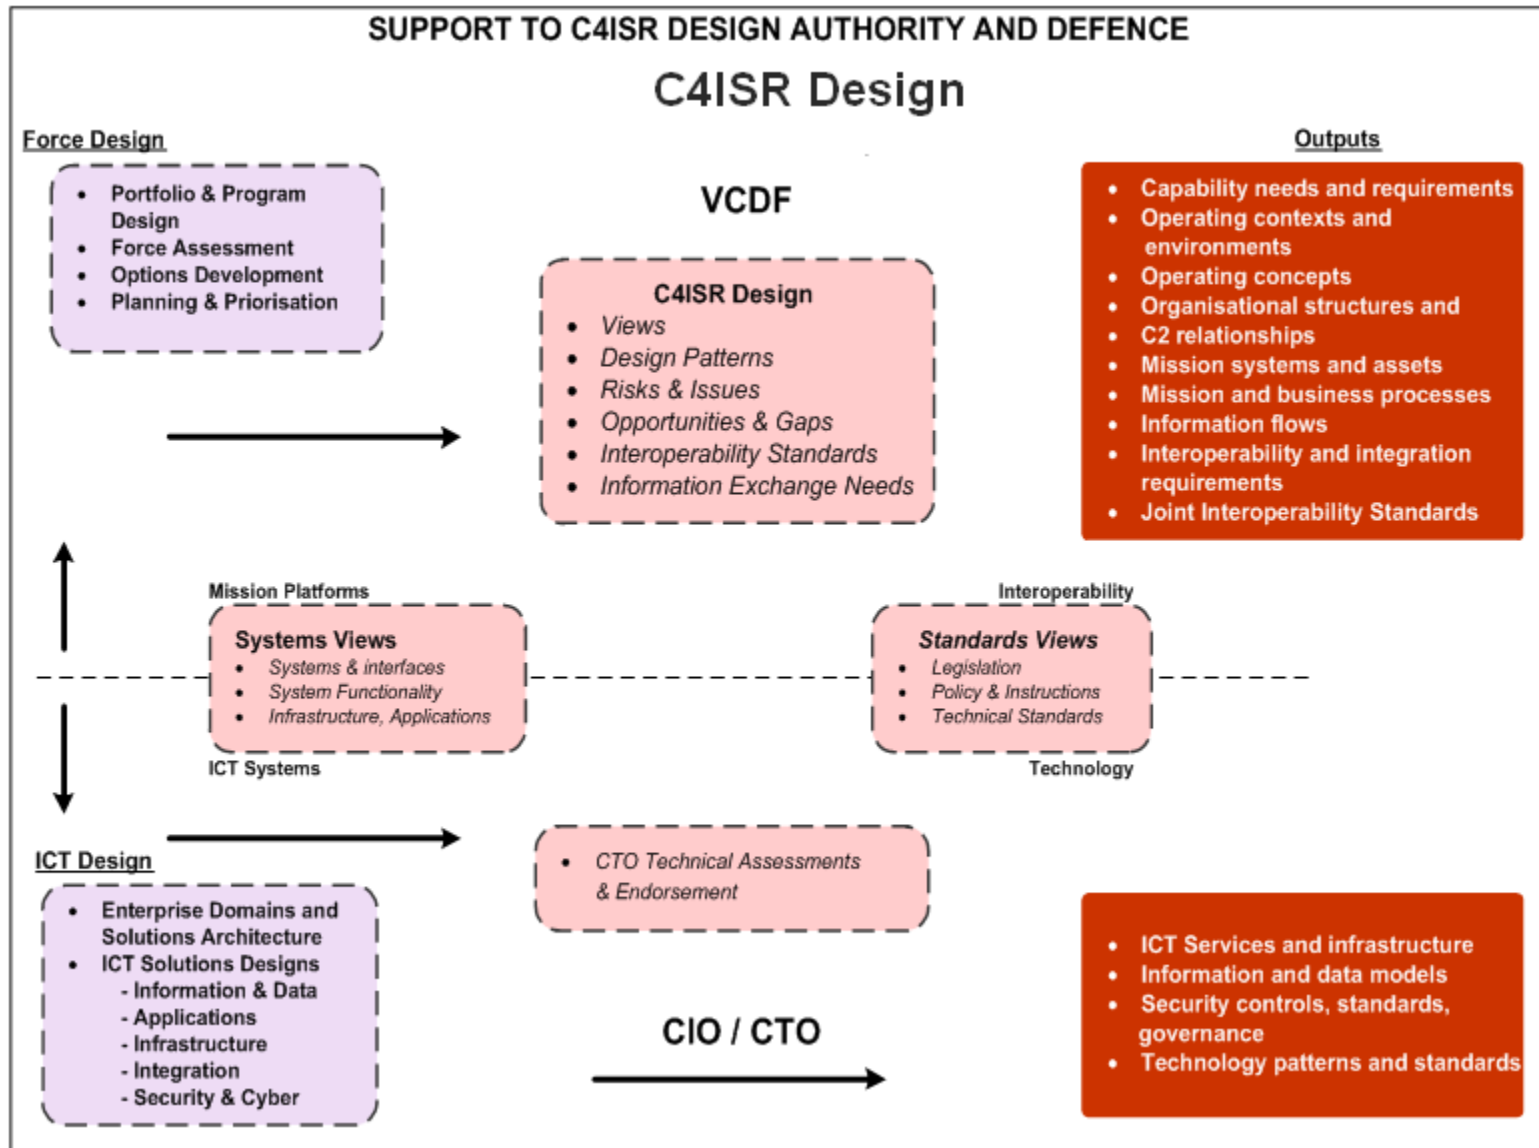 SUPPORT TO C4ISR DESIGN AUTHORITY AND DEFENCE
C4ISR Design
Force Design
• Portfolio & Program
Design
• Force Assessment
• Options Development
• Planning & Priorisation
VCDF
C4ISR Design
• Views
• Design Patterns
• Risks & Issues
• Opportunities & Gaps
• Interoperability Standards
• Information Exchange Needs
Outputs
• Capability needs and requirements
• Operating contexts and
environments
• Operating concepts
• Organisational structures and
• C2 relationships
• Mission systems and assets
• Mission and business processes
• Information flows
• Interoperability and integration
requirements
• Joint Interoperability Standards
Mission Platforms
Systems Views
• Systems & interfaces
• System Functionality
• Infrastructure, Applications
ICT Systems
Interoperability
Standards Views
• Legislation
• Policy & Instructions
• Technical Standards
Technology
ICT Design
• Enterprise Domains and
Solutions Architecture
• ICT Solutions Designs
- Information & Data
- Applications
- Infrastructure
- Integration
- Security & Cyber
• CTO Technical Assessments
& Endorsement
CIO / CTO
• ICT Services and infrastructure
• Information and data models
• Security controls, standards,
governance
• Technology patterns and standards